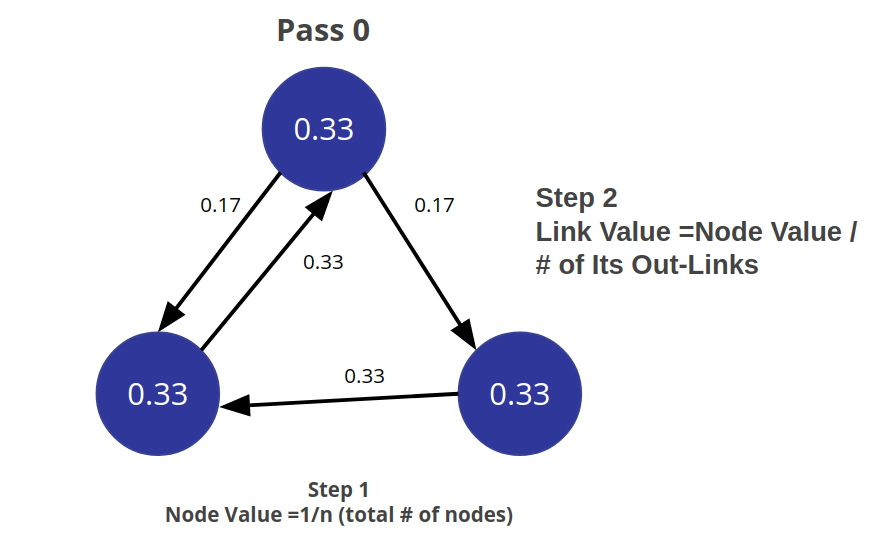 Pass 0
0.33
0.17
0.17
0.33
Step 2
Link Value =Node Value /
# of Its Out-Links
0.33
0.33
0.33
Step 1
Node Value =1/n (total # of nodes)